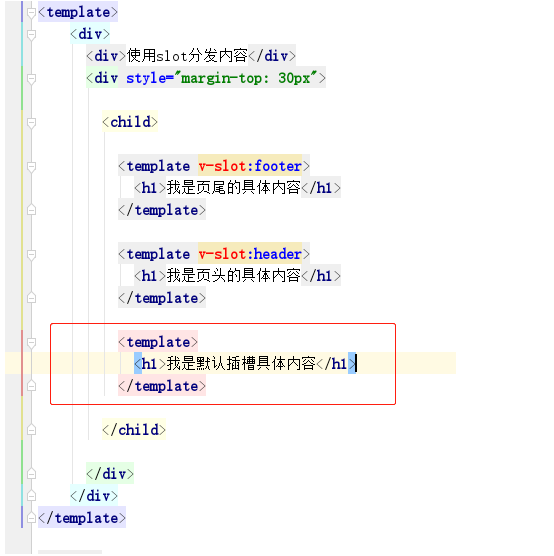 <template>
<div>
<div>使用slot分发内容</div>
<div style="margin-top: 30px">
<child>
<template v-slot:footer>
<h1>我是页尾的具体内容</h1>
</template>
<template v-slot:header>
<h1>我是页头的具体内容</h1>
</template>
<template>
<h1>我是默认插槽具体内容</h1>
</template>
</child>
</div>
</div>
</template>